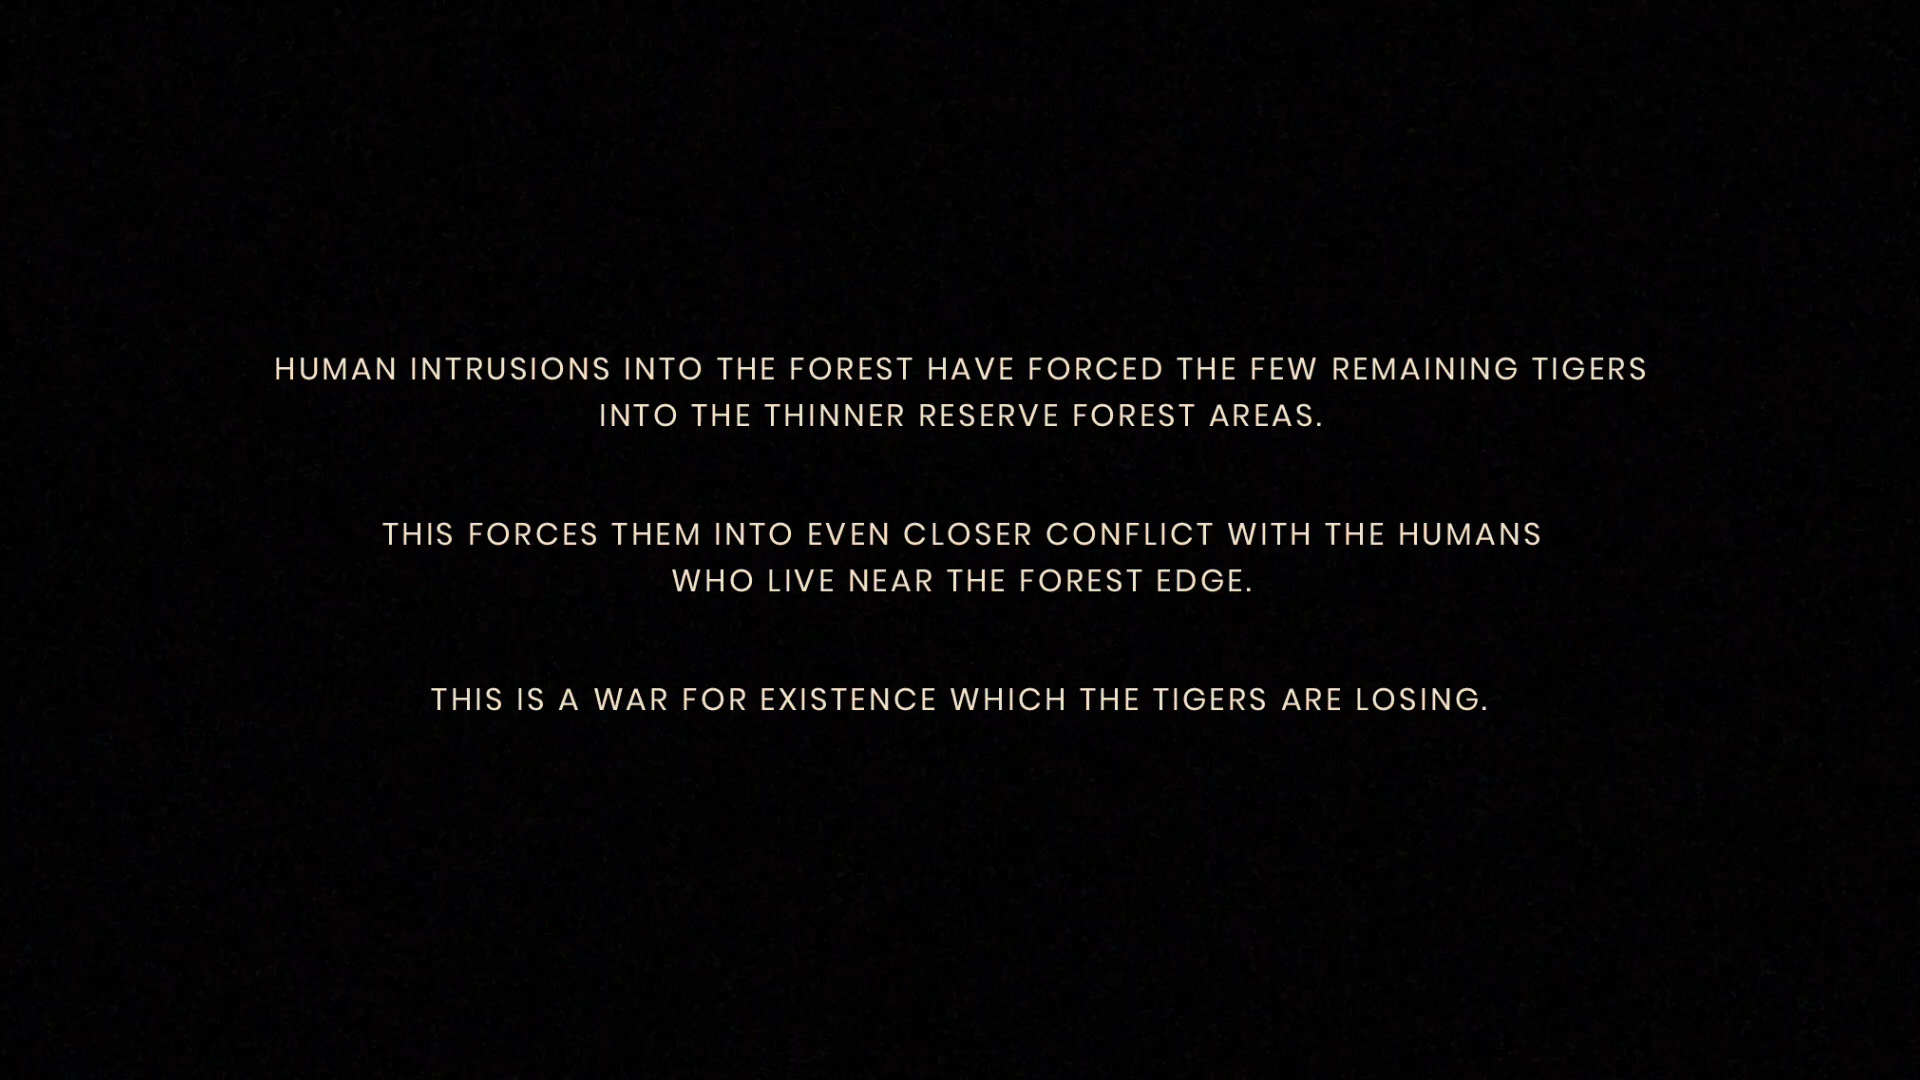 HUMAN INTRUSIONS INTO THE FOREST HAVE FORCED THE FEW REMAINING TIGERS
INTO THE THINNER RESERVE FOREST AREAS.
THIS FORCES THEM INTO EVEN CLOSER CONFLICT WITH THE HUMANS
WHO LIVE NEAR THE FOREST EDGE.
THIS IS A WAR FOR EXISTENCE WHICH THE TIGERS ARE LOSING.